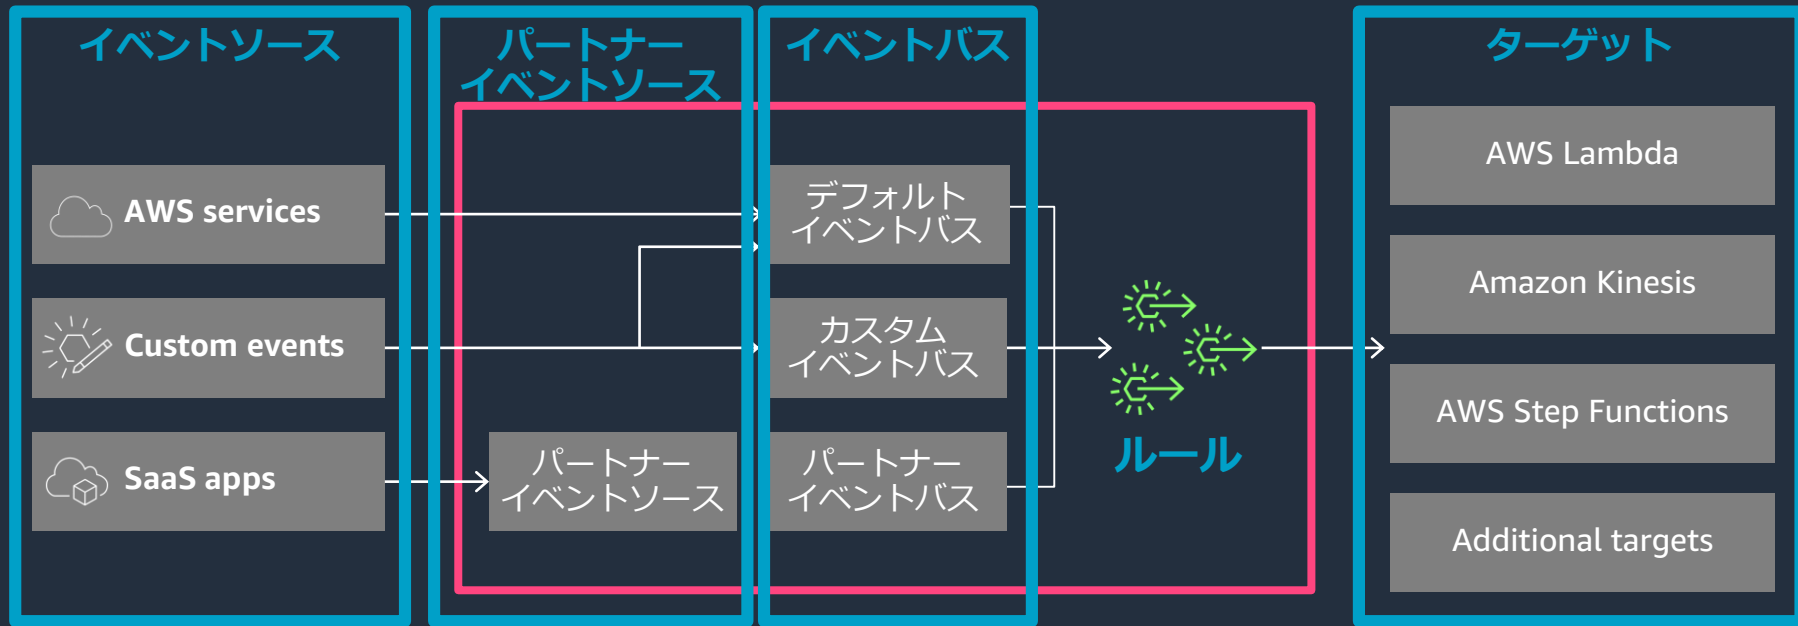 イベントソース
パートナー
イベントソース
イベントバス
ターゲット
AWS services
Custom events
SaaS apps
パートナー
イベントソース
デフォルト
イベントバス
カスタム
イベントバス
パートナー
イベントバス
ルール
AWS Lambda
Amazon Kinesis
AWS Step Functions
Additional targets